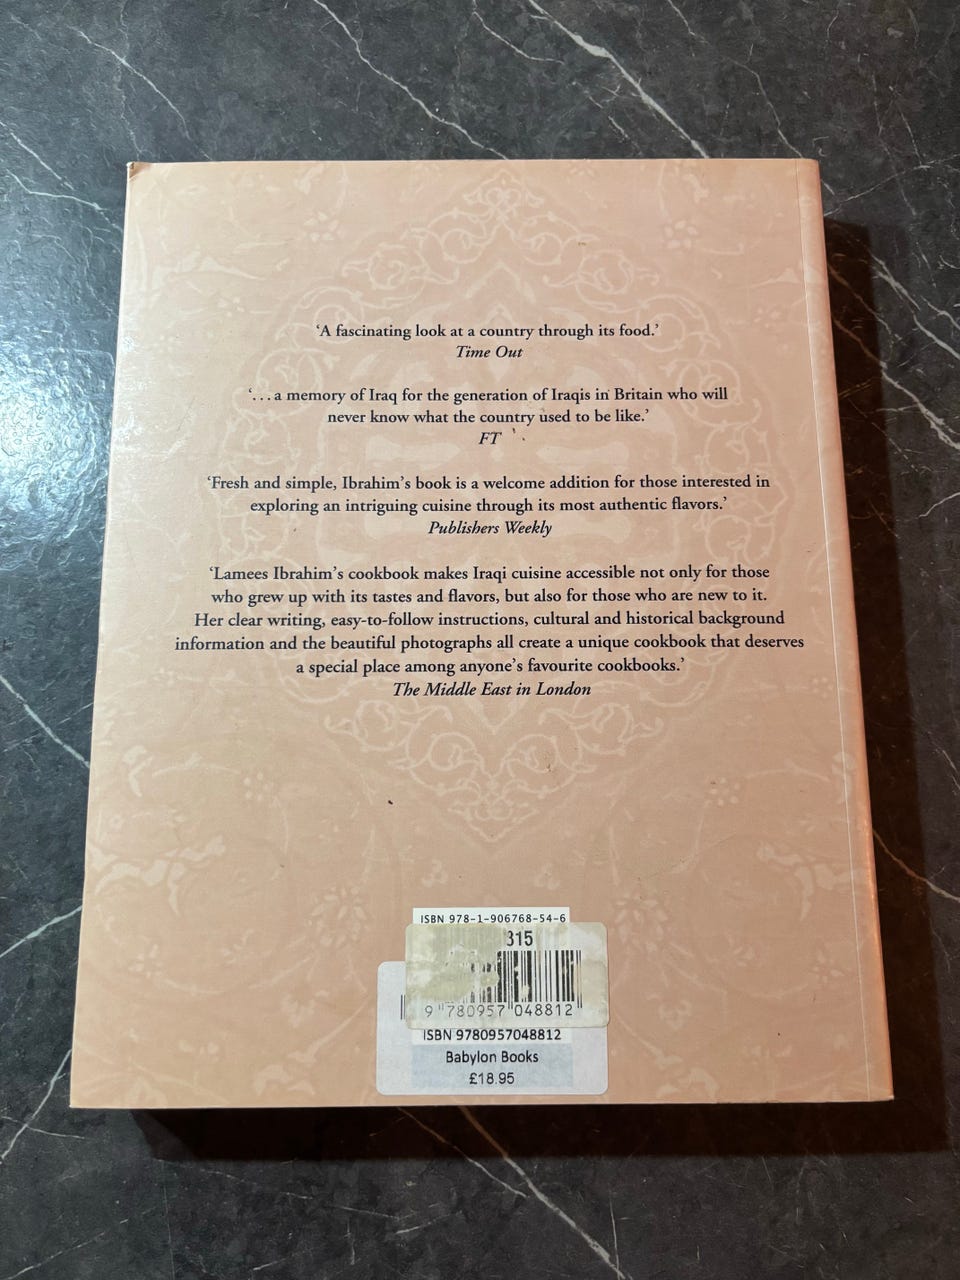 ‘A fascinating look at a country through its food.’
Time Out
‘. . . a memory of Iraq for the generation of Iraqis in Britain who will
never know what the country used to be like.’
FT
‘Fresh and simple, Ibrahim’s book is a welcome addition for those interested in
exploring an intriguing cuisine through its most authentic flavors.’
Publishers Weekly
‘Lamees Ibrahim’s cookbook makes Iraqi cuisine accessible not only for those
who grew up with its tastes and flavors, but also for those who are new to it.
Her clear writing, easy-to-follow instructions, cultural and historical background
information and the beautiful photographs all create a unique cookbook that deserves
a special place among anyone’s favourite cookbooks.’
The Middle East in London
ISBN 978-1-906768-54-6
315
9 780957 048812
ISBN 9780957048812
Babylon Books
£18.95